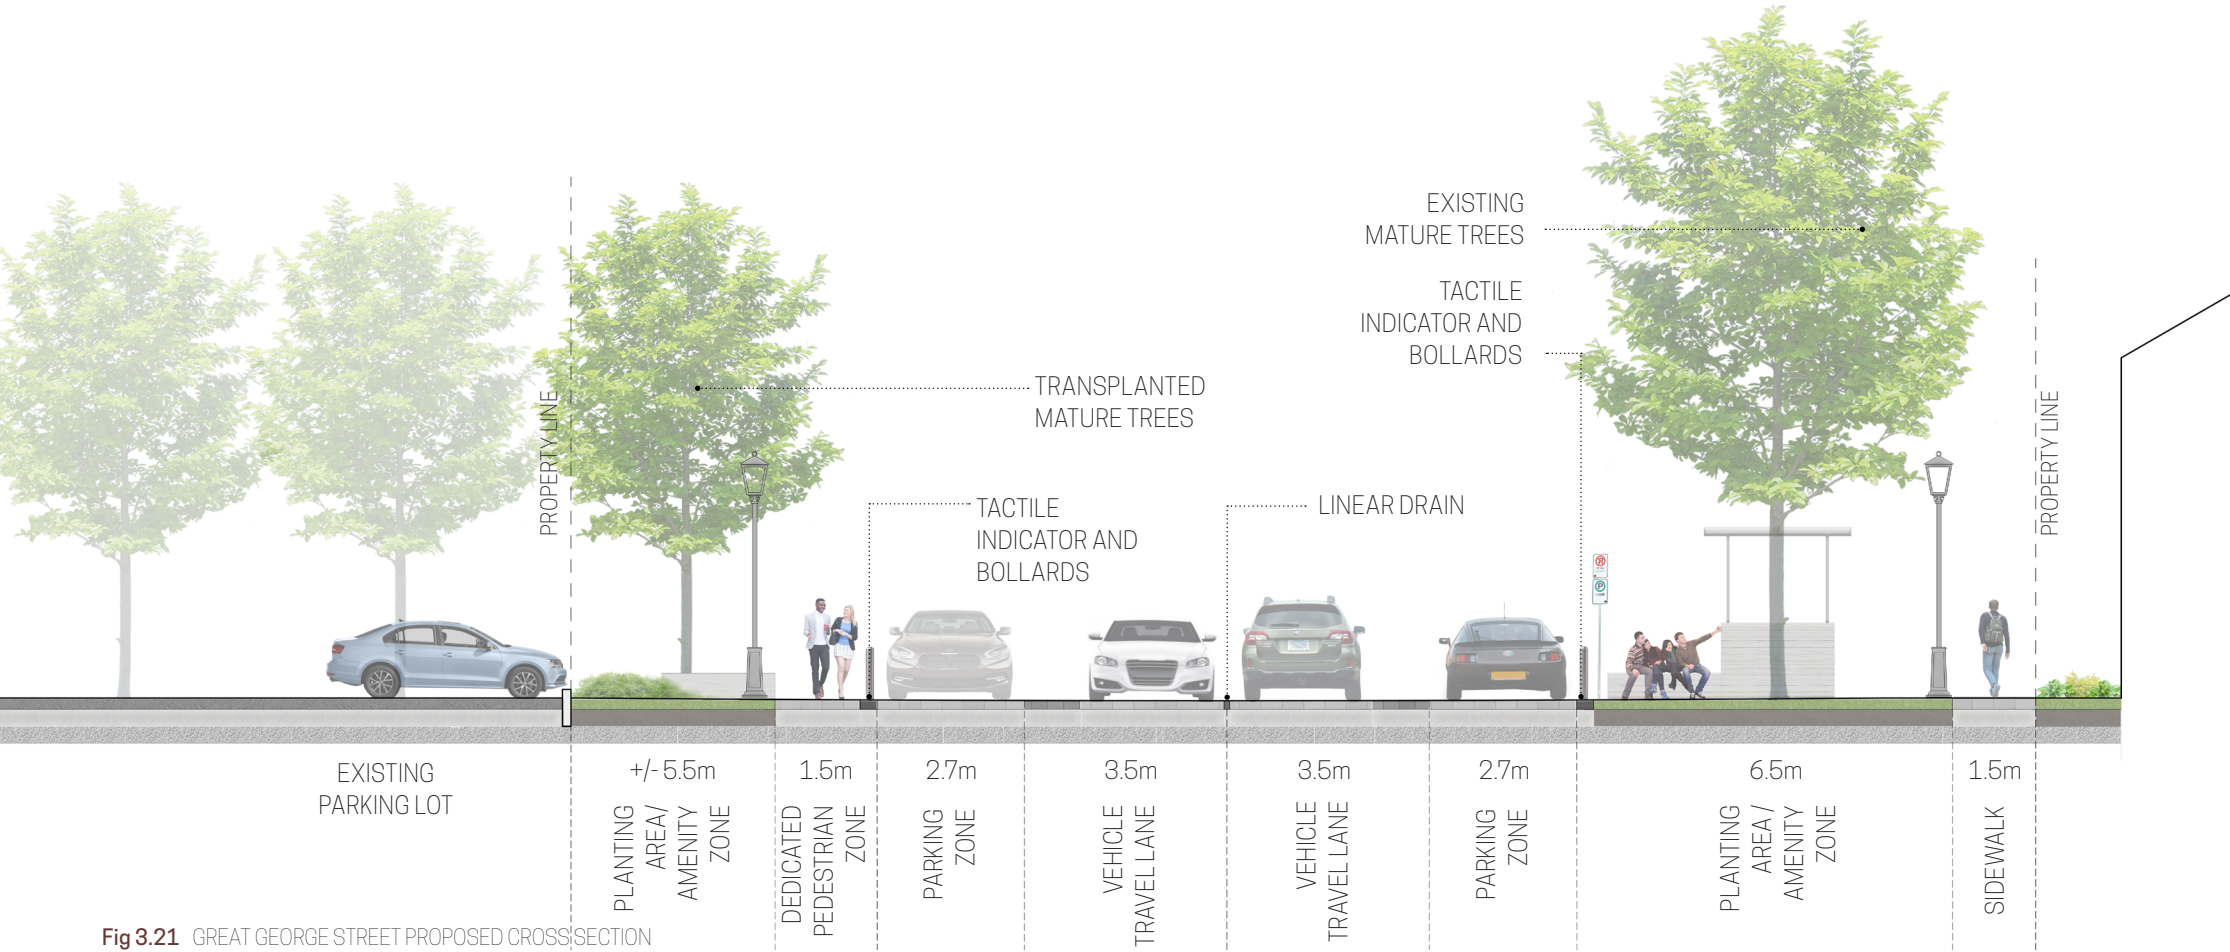 EXISTING
MATURE TREES
TACTILE
INDICATOR AND
BOLLARDS
TRANSPLANTED
MATURE TREES
PROPERTY LINE
PROPERTY LINE
TACTILE
INDICATOR AND
BOLLARDS
LINEAR DRAIN
P
EXISTING
PARKING LOT
+/- 5.5m
PLANTING
AREA/
AMENITY
ZONE
1.5m
DEDICATED
PEDESTRIAN
ZONE
2.7m
PARKING
ZONE
3.5m
VEHICLE
TRAVEL LANE
3.5m
VEHICLE
TRAVEL LANE
2.7m
PARKING
ZONE
6.5m
PLANTING
AREA/
AMENITY
ZONE
1.5m
SIDEWALK
Fig 3.21 GREAT GEORGE STREET PROPOSED CROSS SECTION